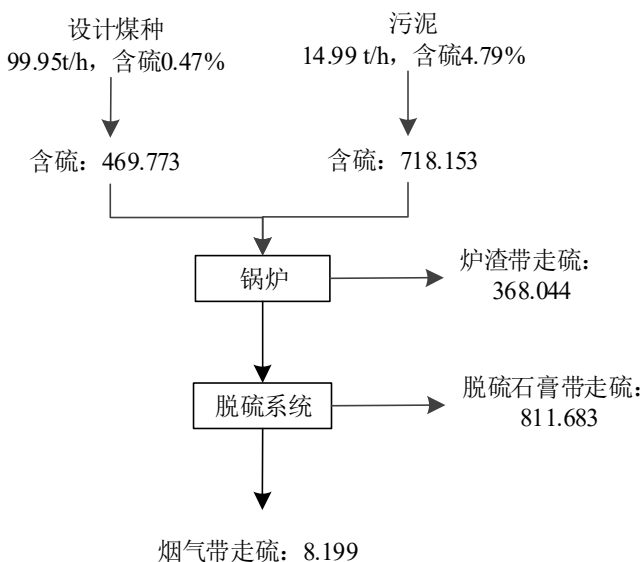 设计煤种
99.95t/h，含硫0.47%
污泥
14.99 t/h，含硫4.79%
含硫：469.773
含硫：718.153
锅炉
炉渣带走硫：
368.044
脱硫系统
脱硫石膏带走硫：
811.683
烟气带走硫：8.199